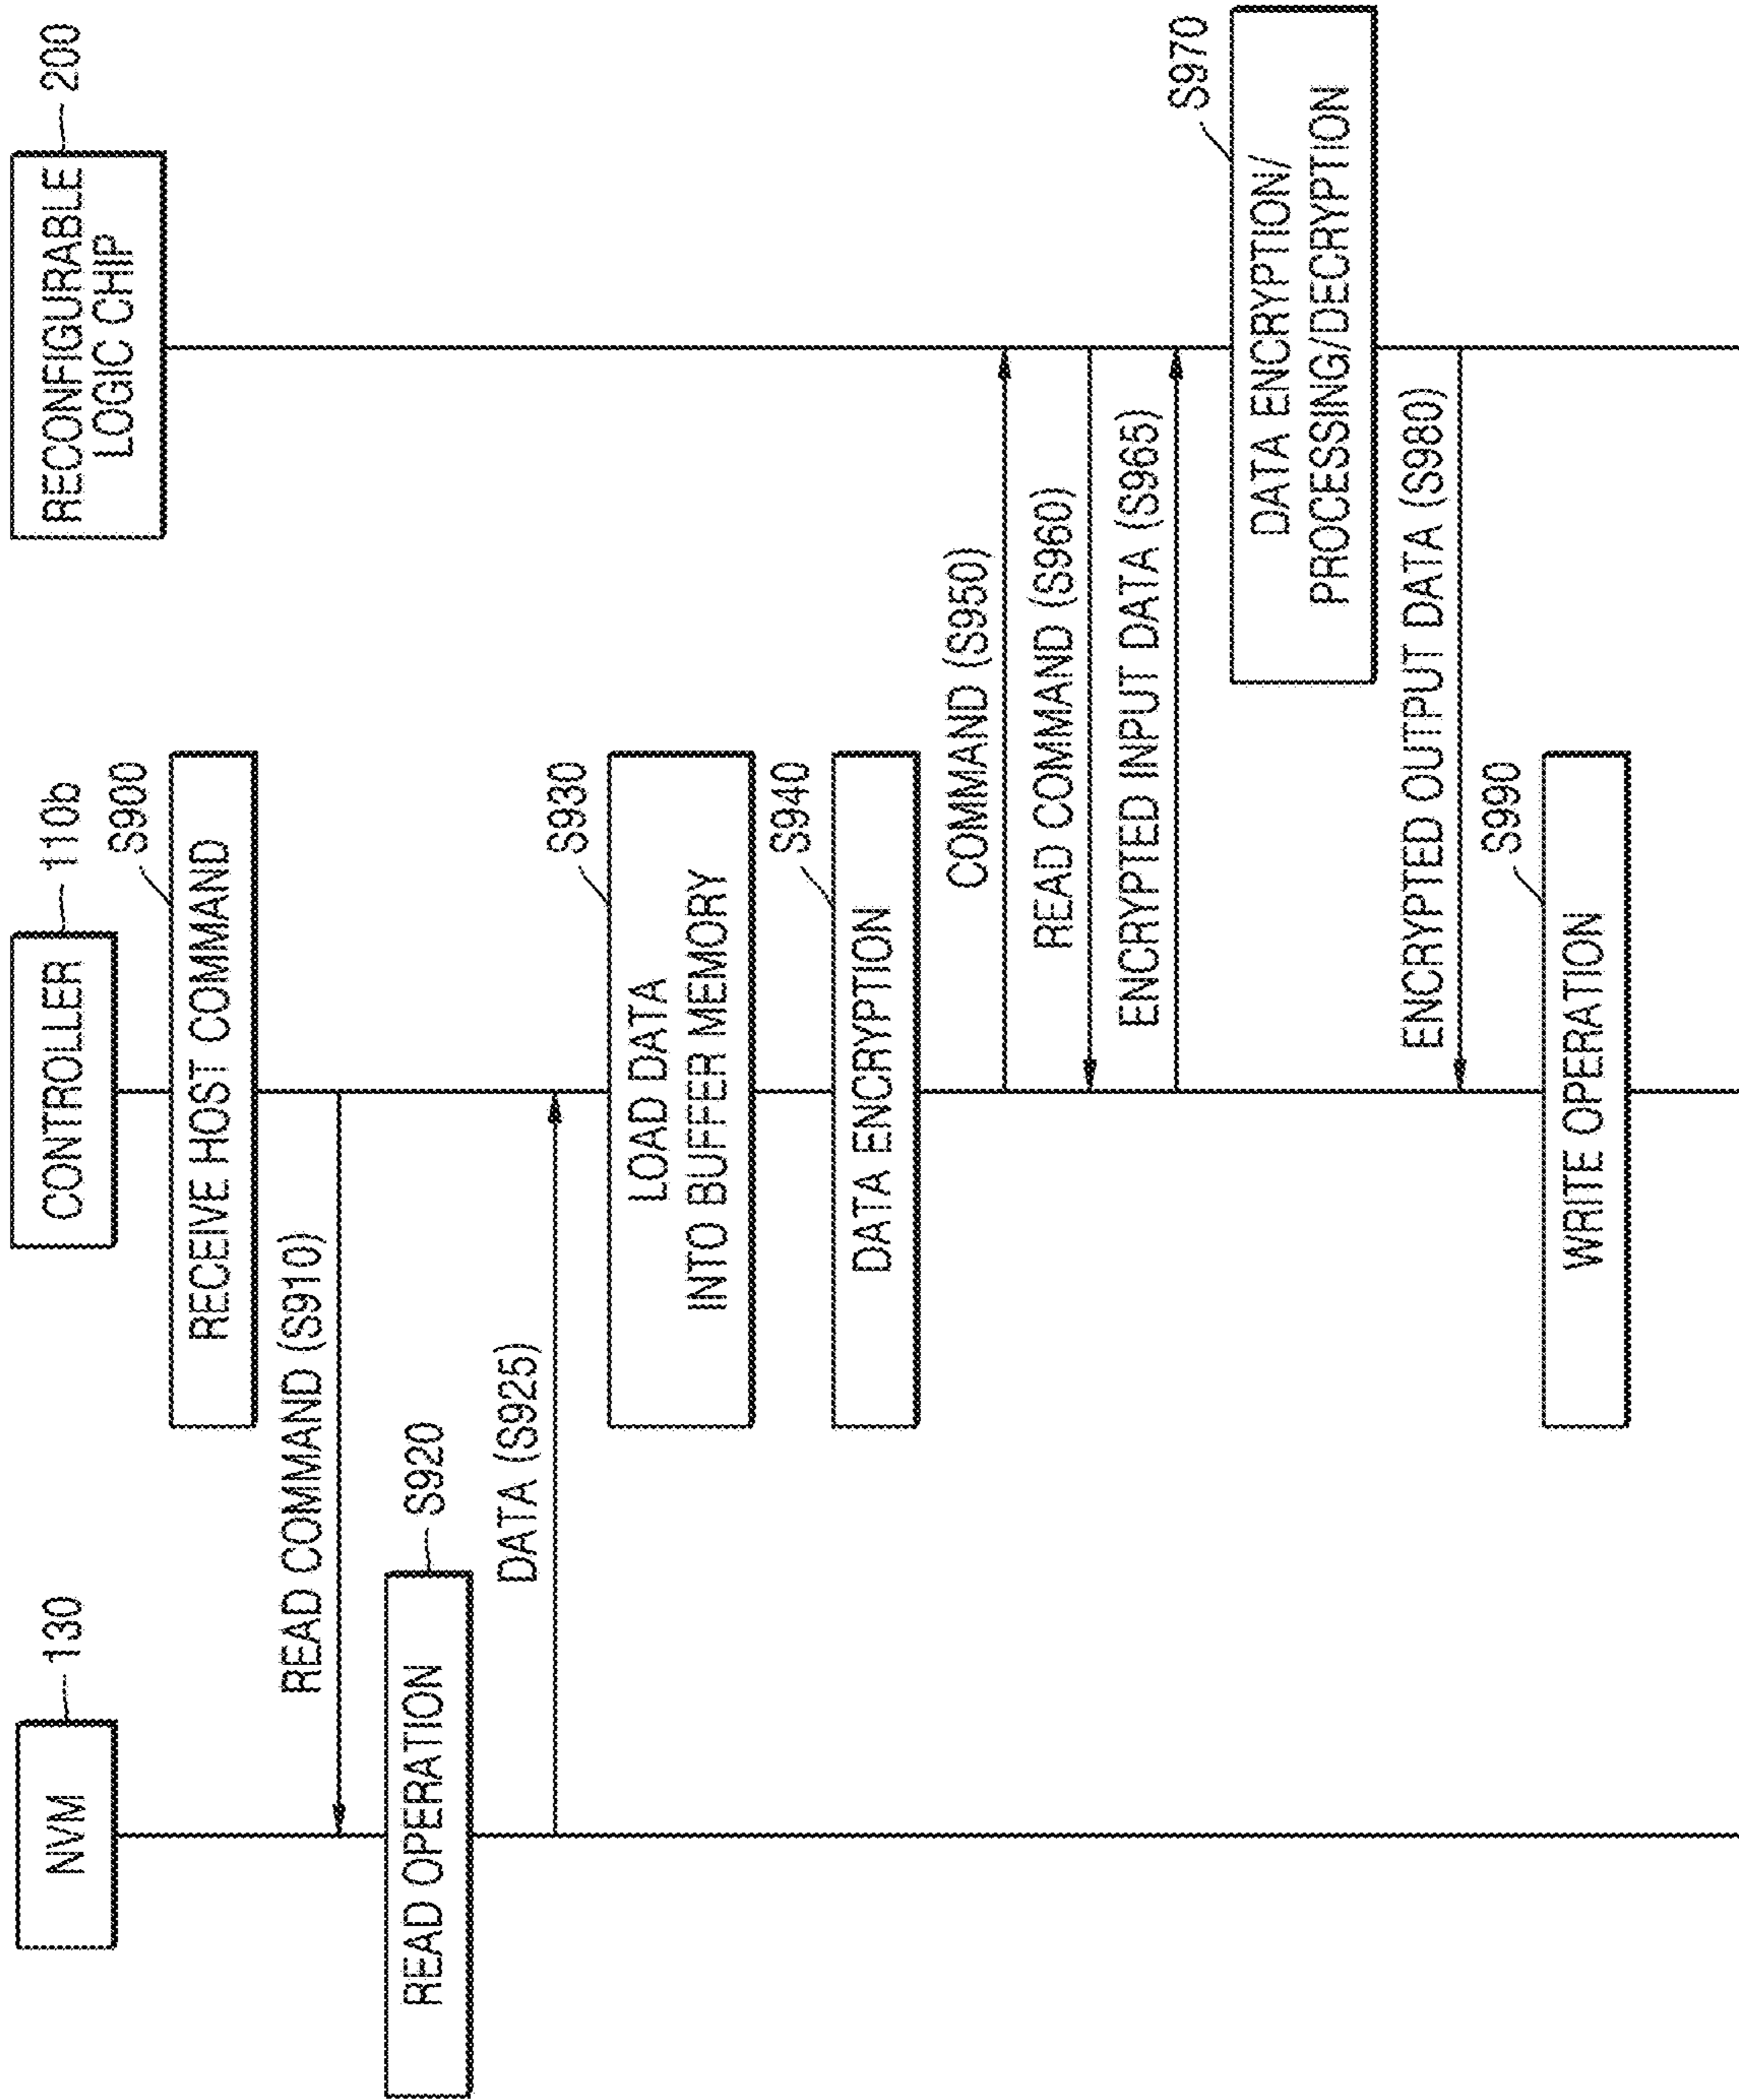 NVM
130
CONTROLLER
110b
RECONFIGURABLE
LOGIC CHIP
200
RECEIVE HOST COMMAND
S900
READ COMMAND (S910)
READ OPERATION
S920
DATA (S925)
LOAD DATA
INTO BUFFER MEMORY
S930
DATA ENCRYPTION
S940
COMMAND (S950)
READ COMMAND (S960)
ENCRYPTED INPUT DATA (S965)
DATA ENCRYPTION/
PROCESSING/DECRYPTION
S970
ENCRYPTED OUTPUT DATA (S980)
WRITE OPERATION
S990